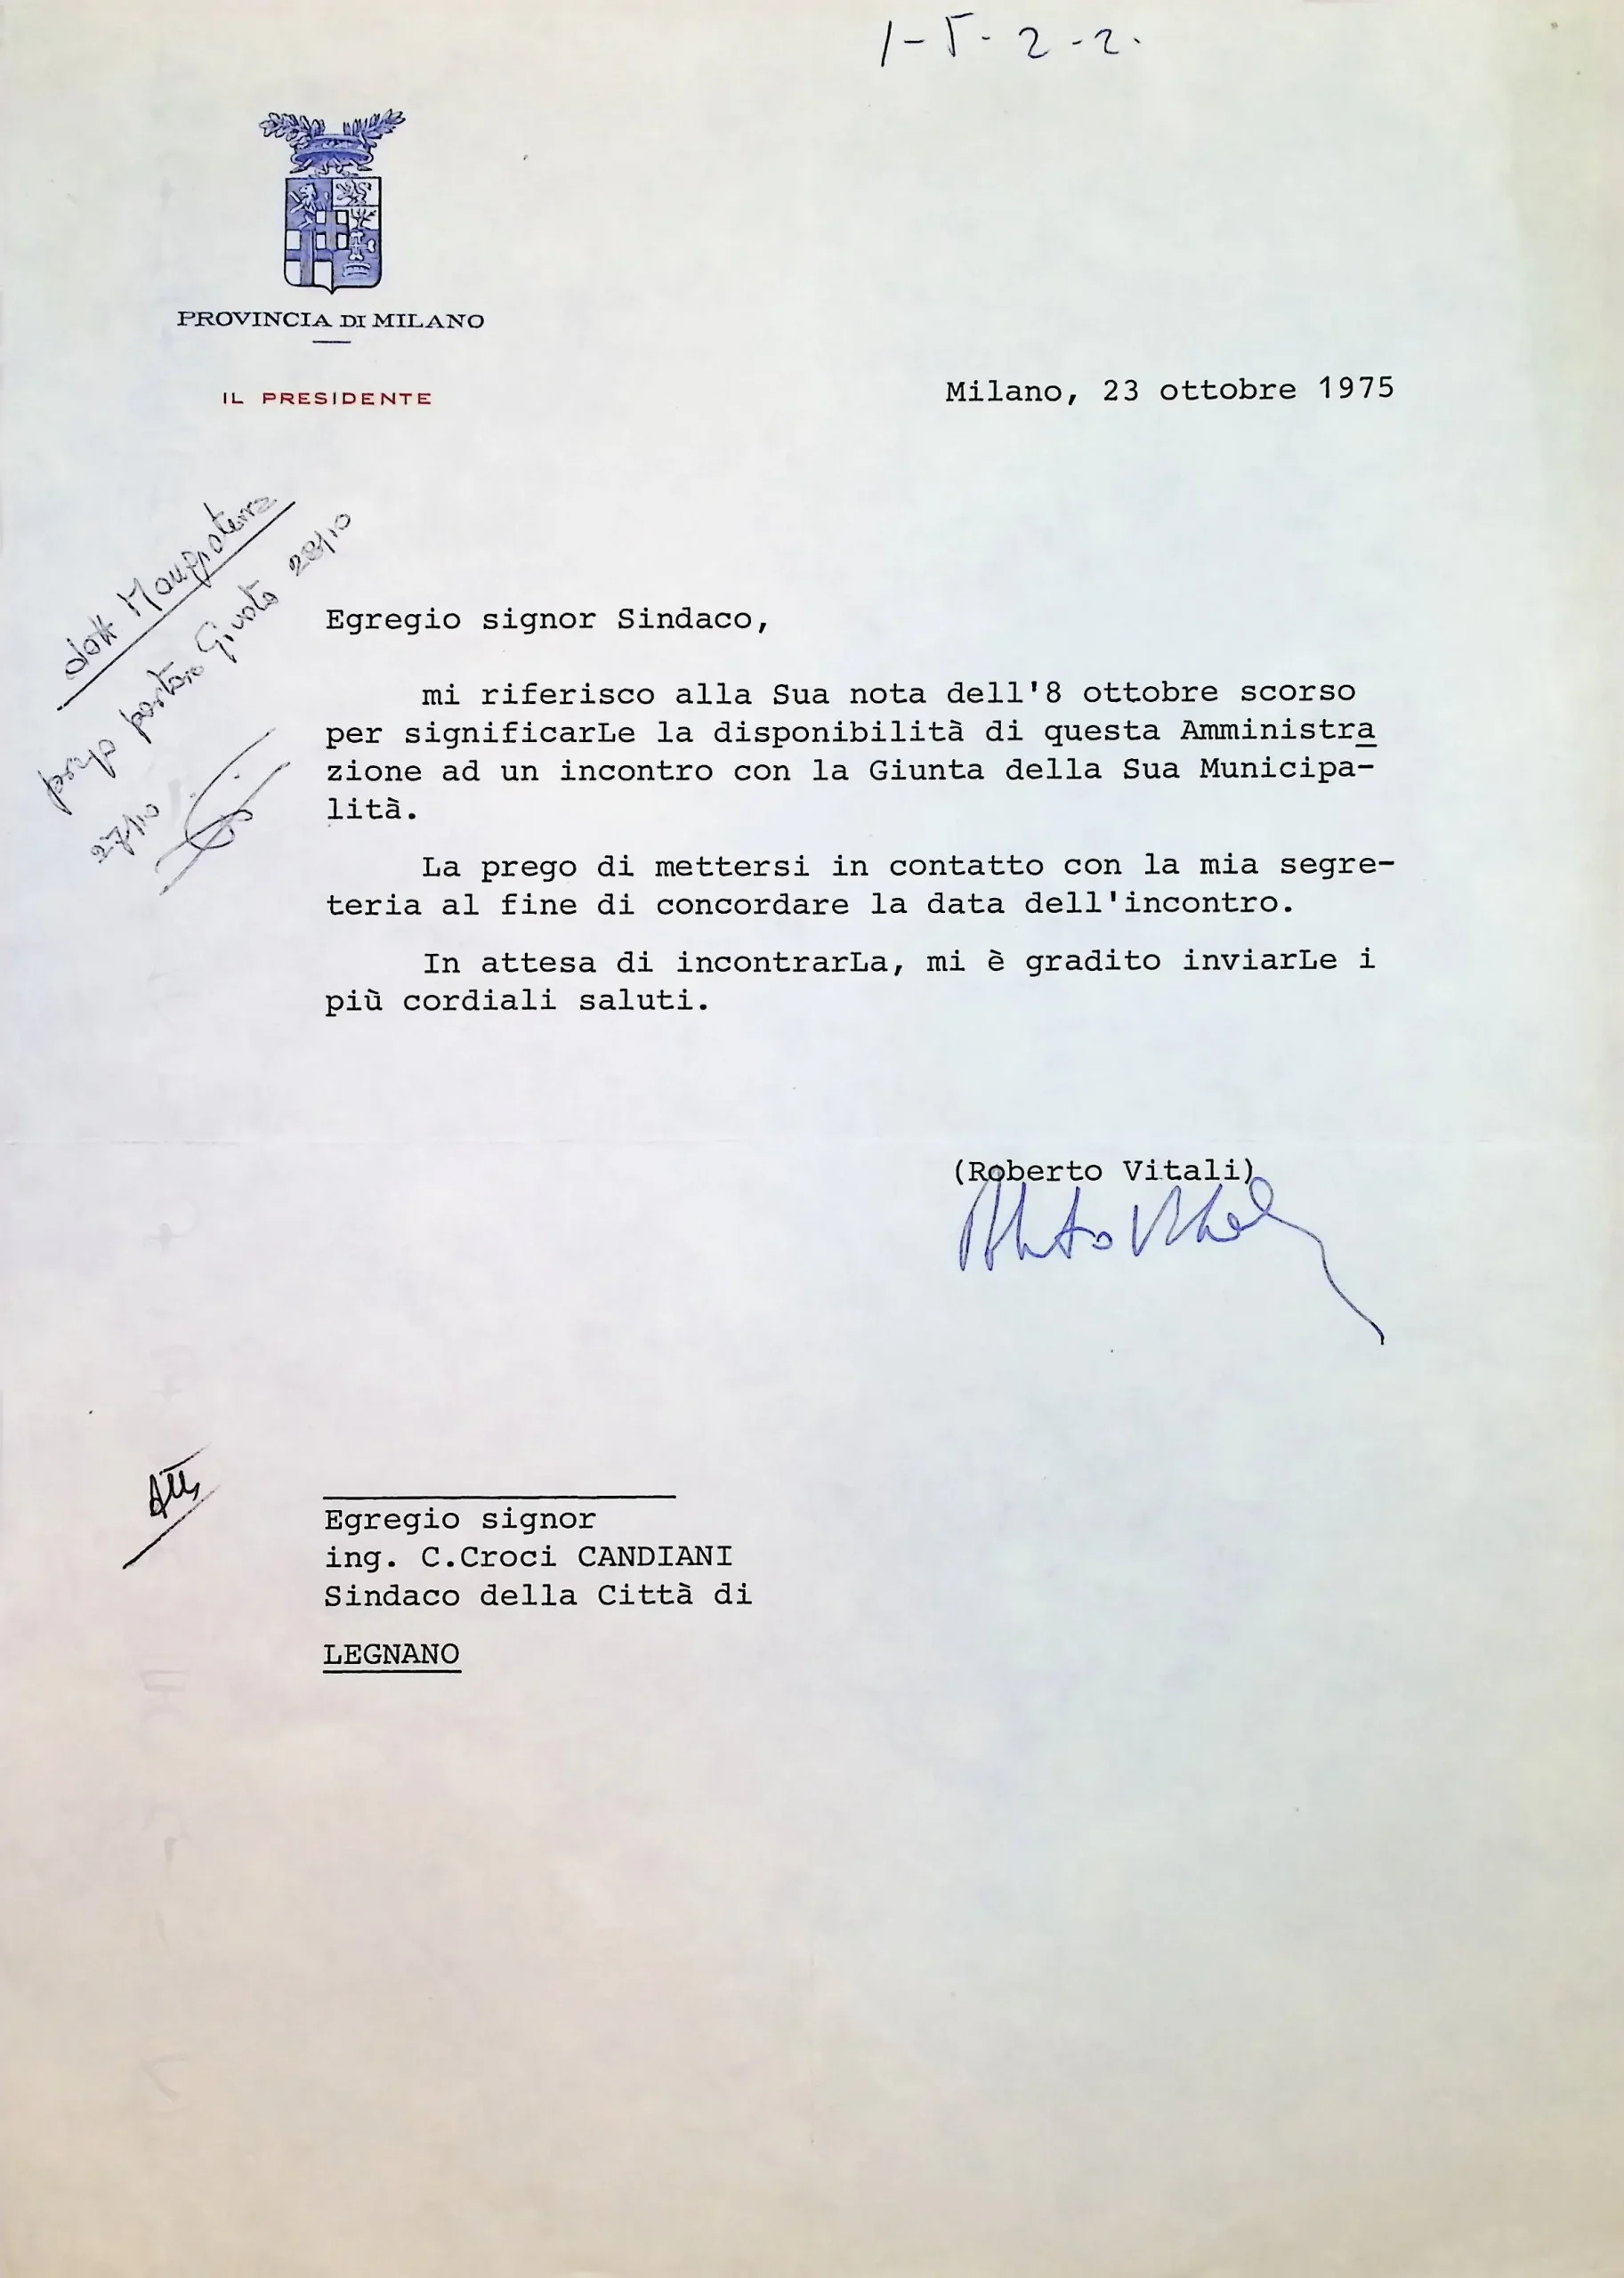 1-5-2-2.
PROVINCIA DI MILANO
IL PRESIDENTE
Milano, 23 ottobre 1975
dott
prego portare Giunta 28/10
27/10
Egregio signor Sindaco,
mi riferisco alla Sua nota dell'8 ottobre scorso
per significarLe la disponibilità di questa Amministra
zione ad un incontro con la Giunta della Sua Municipa-
lità.
La prego di mettersi in contatto con la mia segre-
teria al fine di concordare la data dell'incontro.
In attesa di incontrarLa, mi è gradito inviarLe i
più cordiali saluti.
(Roberto Vitali)
Roberto Vitali
Egregio signor
ing. C.Croci CANDIANI
Sindaco della Città di
LEGNANO